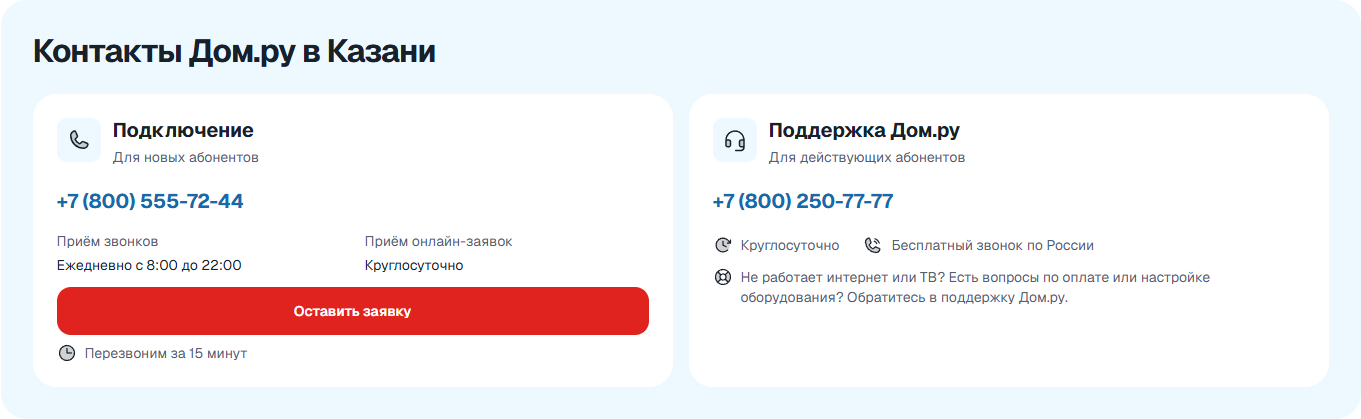 Контакты Дом.ру в Казани
Подключение
Для новых абонентов
+7 (800) 555-72-44
Приём звонков
Ежедневно с 8:00 до 22:00
Приём онлайн-заявок
Круглосуточно
Оставить заявку
Перезвоним за 15 минут
Поддержка Дом.ру
Для действующих абонентов
+7 (800) 250-77-77
Круглосуточно
Бесплатный звонок по России
Не работает интернет или ТВ? Есть вопросы по оплате или настройке
оборудования? Обратитесь в поддержку Дом.ру.